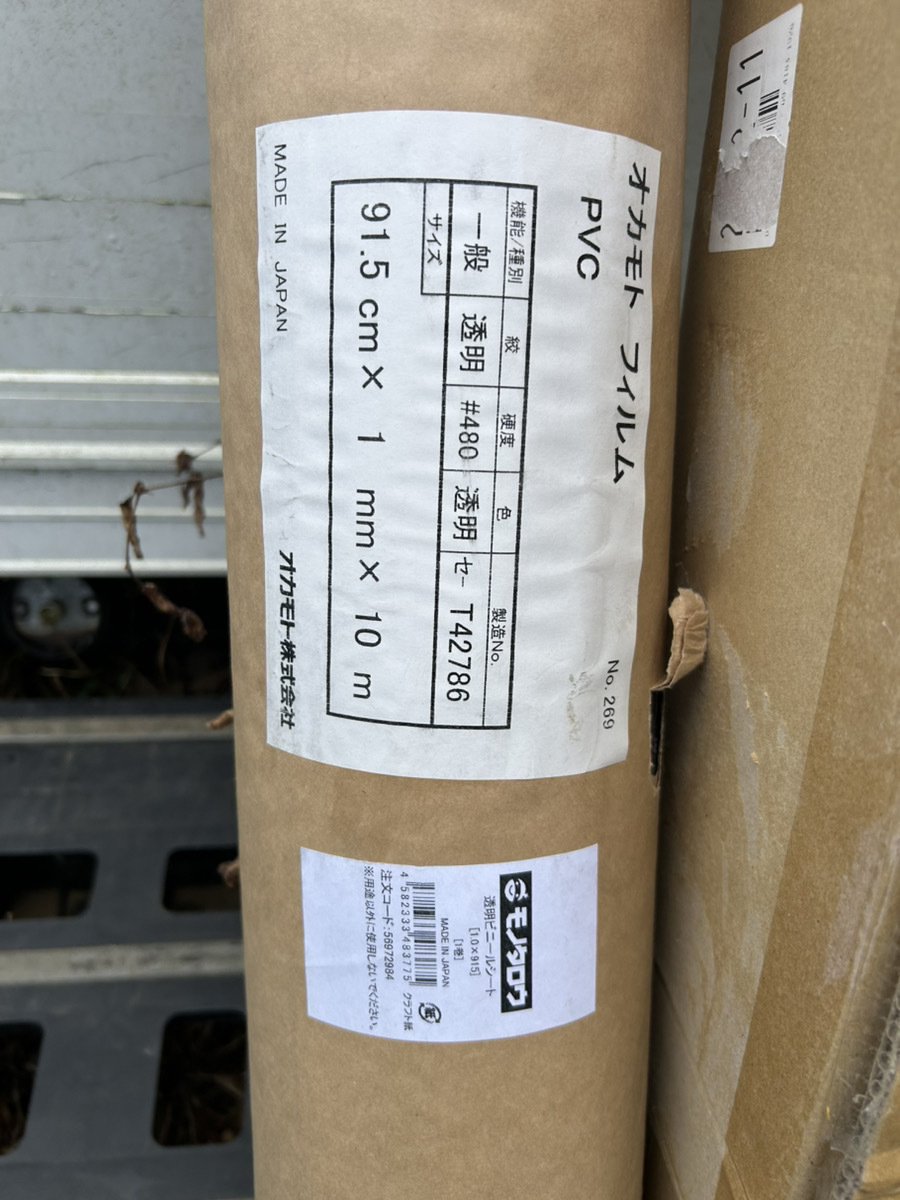 オカモト フィルム
PVC
No. 269
機能/種別 絞 硬度 色 製造No.
一般 透明 #480 透明 セー T42786
サイズ
91.5 cm × 1 mm × 10 m
MADE IN JAPAN オカモト株式会社
モノタロウ
透明ビニールシート
[1.0×915]
[1巻]
MADE IN JAPAN
4 582333 483775
紙
クラフト紙
注文コード:56972984
※用途以外に使用しないでください。